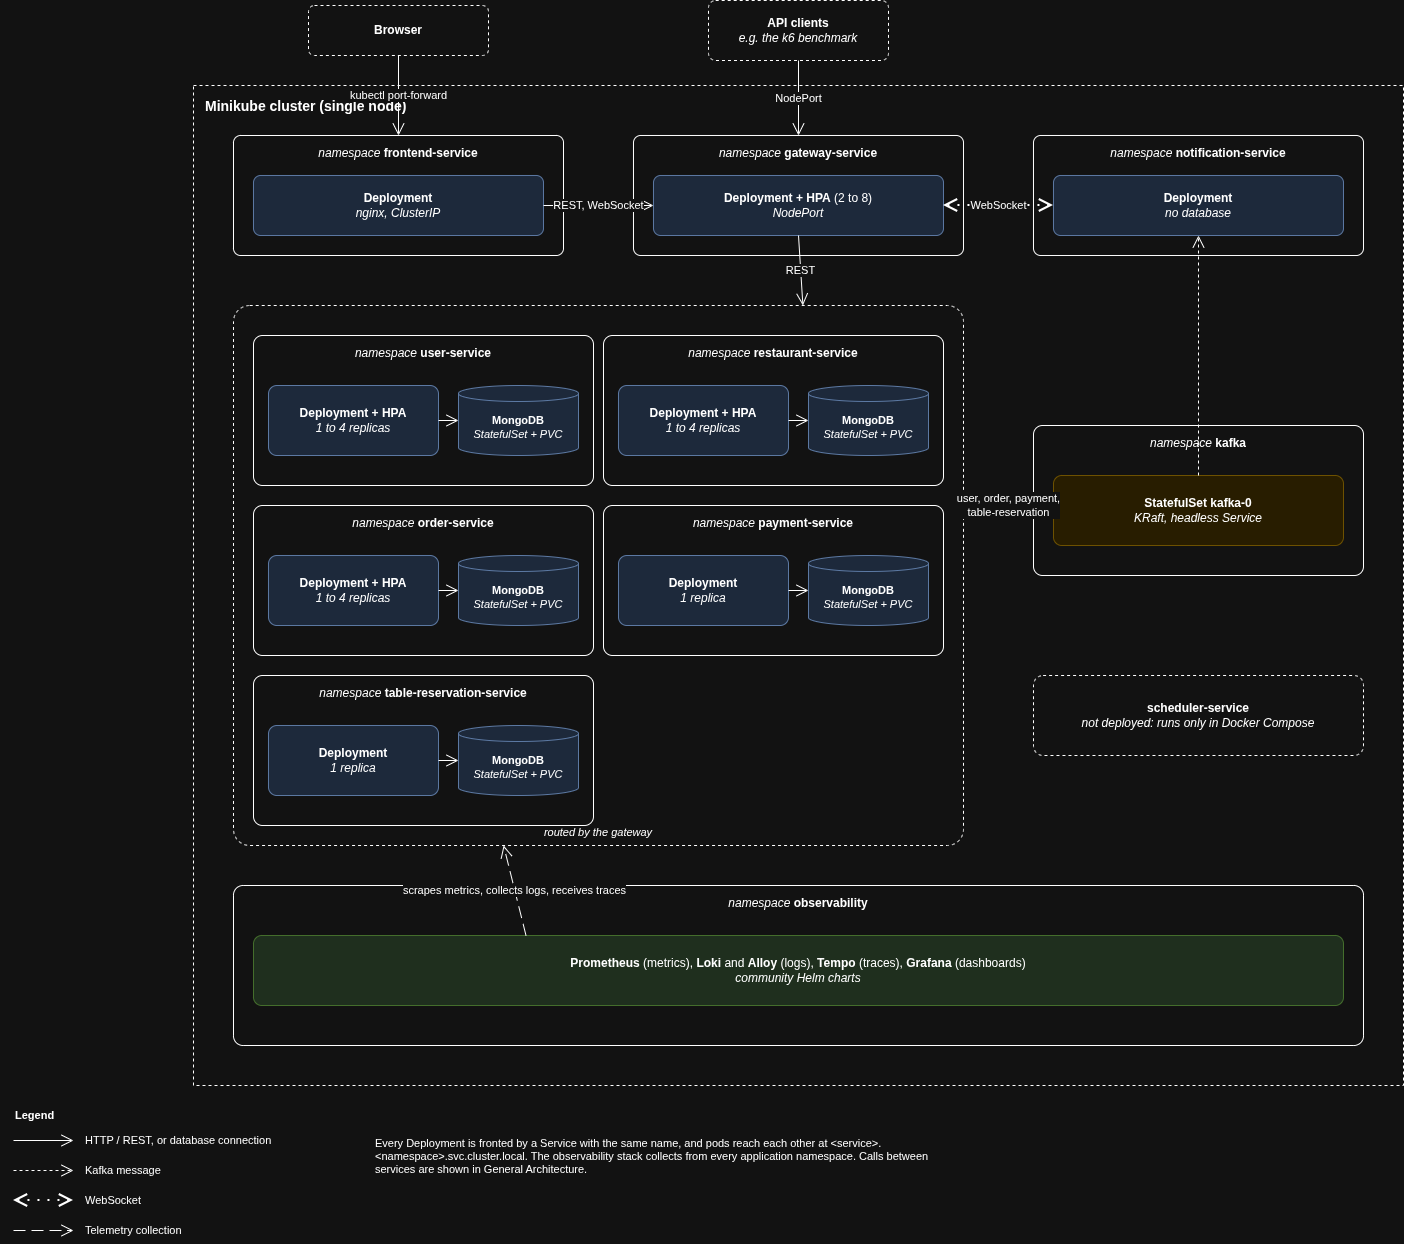 Browser
API clients
e.g. the k6 benchmark
kubectl port-forward
NodePort
Minikube cluster (single node)
namespace frontend-service
Deployment
nginx, ClusterIP
REST, WebSocket
namespace gateway-service
Deployment + HPA (2 to 8)
NodePort
WebSocket
namespace notification-service
Deployment
no database
REST
namespace user-service
Deployment + HPA
1 to 4 replicas
MongoDB
StatefulSet + PVC
namespace restaurant-service
Deployment + HPA
1 to 4 replicas
MongoDB
StatefulSet + PVC
namespace order-service
Deployment + HPA
1 to 4 replicas
MongoDB
StatefulSet + PVC
namespace payment-service
Deployment
1 replica
MongoDB
StatefulSet + PVC
user, order, payment,
table-reservation
namespace kafka
StatefulSet kafka-0
KRaft, headless Service
namespace table-reservation-service
Deployment
1 replica
MongoDB
StatefulSet + PVC
scheduler-service
not deployed: runs only in Docker Compose
routed by the gateway
scrapes metrics, collects logs, receives traces
namespace observability
Prometheus (metrics), Loki and Alloy (logs), Tempo (traces), Grafana (dashboards)
community Helm charts
Legend
HTTP / REST, or database connection
Kafka message
WebSocket
Telemetry collection
Every Deployment is fronted by a Service with the same name, and pods reach each other at <service>.
<namespace>.svc.cluster.local. The observability stack collects from every application namespace. Calls between
services are shown in General Architecture.